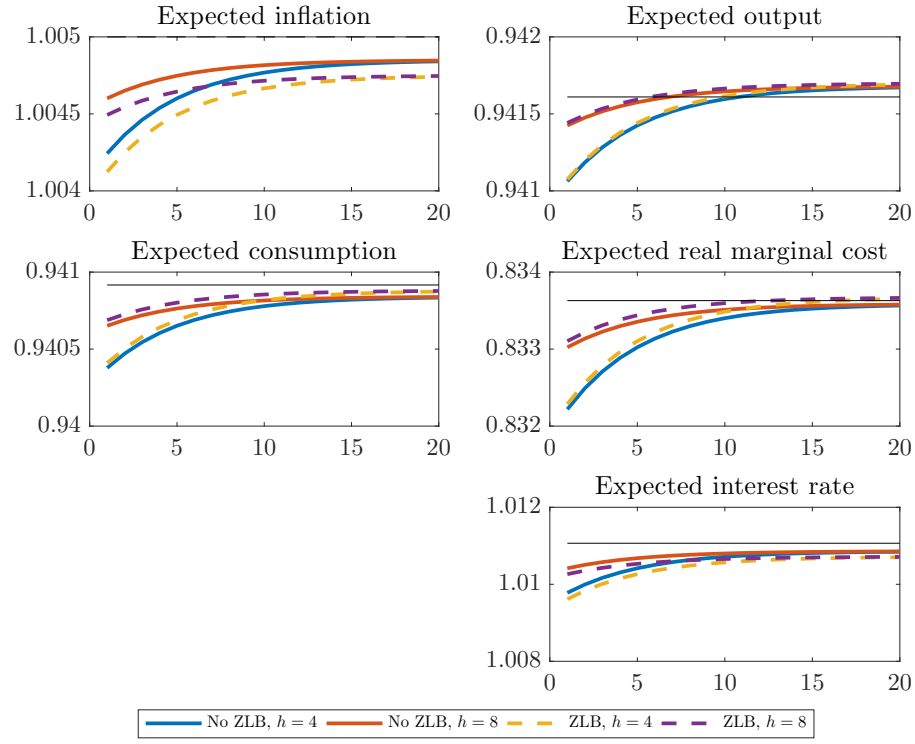 Expected inflation
1.005
1.0045
1.004
0 5 10 15 20
Expected output
0.942
0.9415
0.941
0 5 10 15 20
Expected consumption
0.941
0.9405
0.94
0 5 10 15 20
Expected real marginal cost
0.834
0.833
0.832
0 5 10 15 20
Expected interest rate
1.012
1.01
1.008
0 5 10 15 20
No ZLB, h = 4 No ZLB, h = 8 ZLB, h = 4 ZLB, h = 8